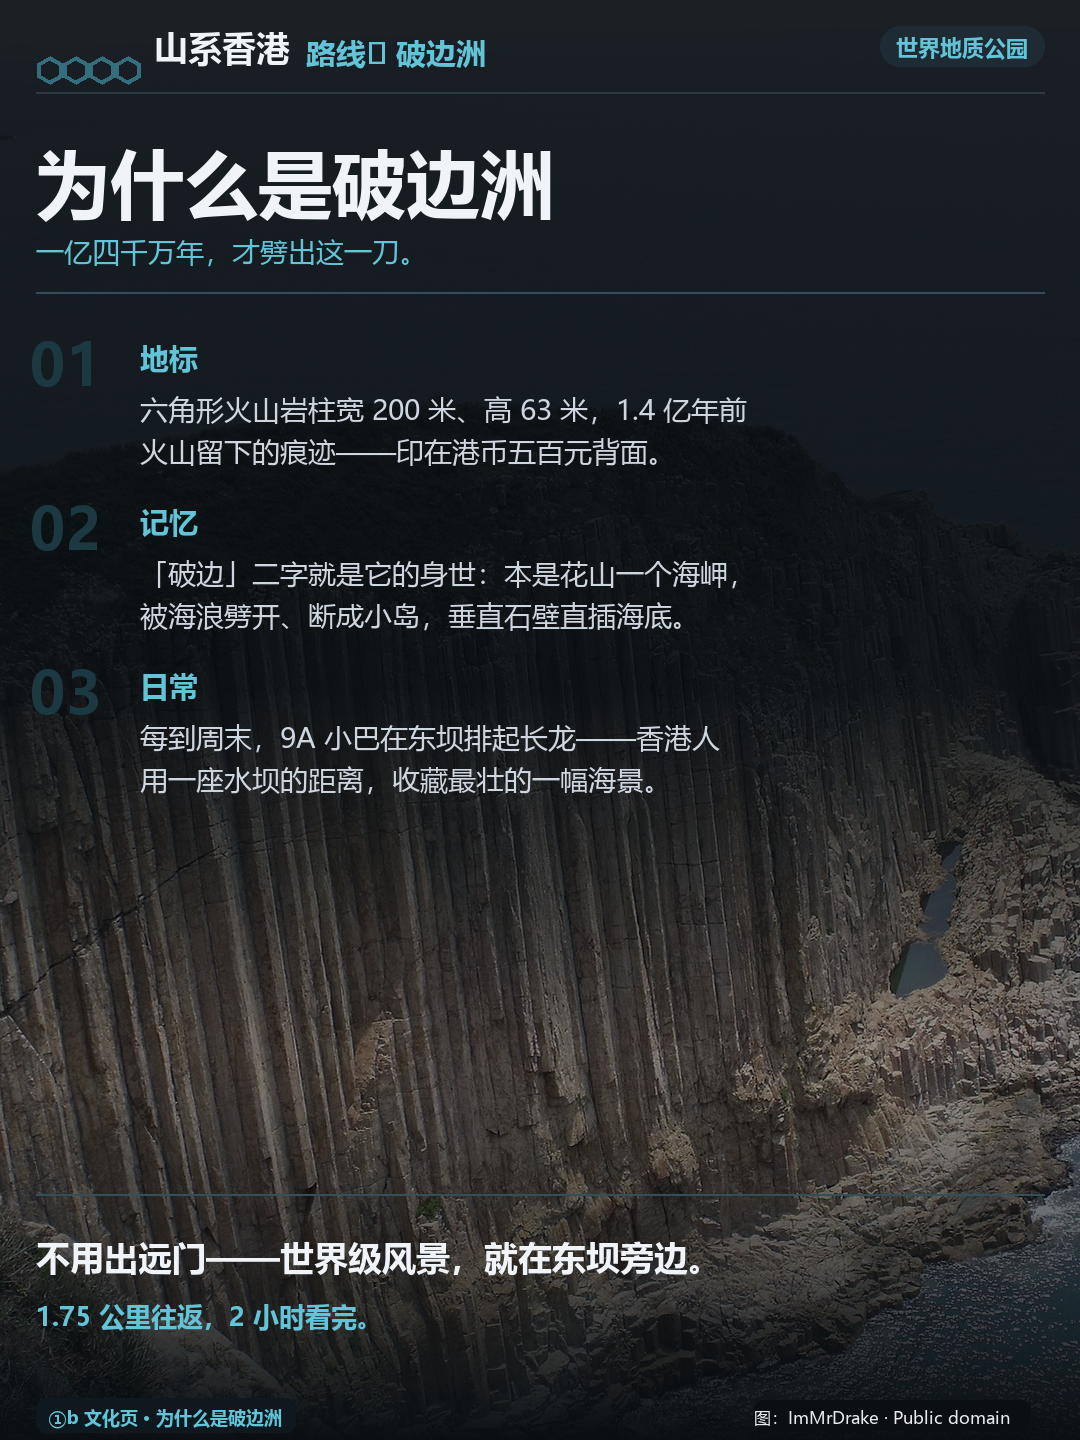 山系香港 路线 破边洲
世界地质公园
为什么是破边洲
一亿四千万年，才劈出这一刀。
01 地标
六角形火山岩柱宽 200 米、高 63 米，1.4 亿年前
火山留下的痕迹——印在港币五百元背面。
02 记忆
「破边」二字就是它的身世：本是花山一个海岬，
被海浪劈开、断成小岛，垂直石壁直插海底。
03 日常
每到周末，9A 小巴在东坝排起长龙——香港人
用一座水坝的距离，收藏最壮的一幅海景。
不用出远门——世界级风景，就在东坝旁边。
1.75 公里往返，2 小时看完。
①b 文化页 · 为什么是破边洲
图：ImMrDrake · Public domain